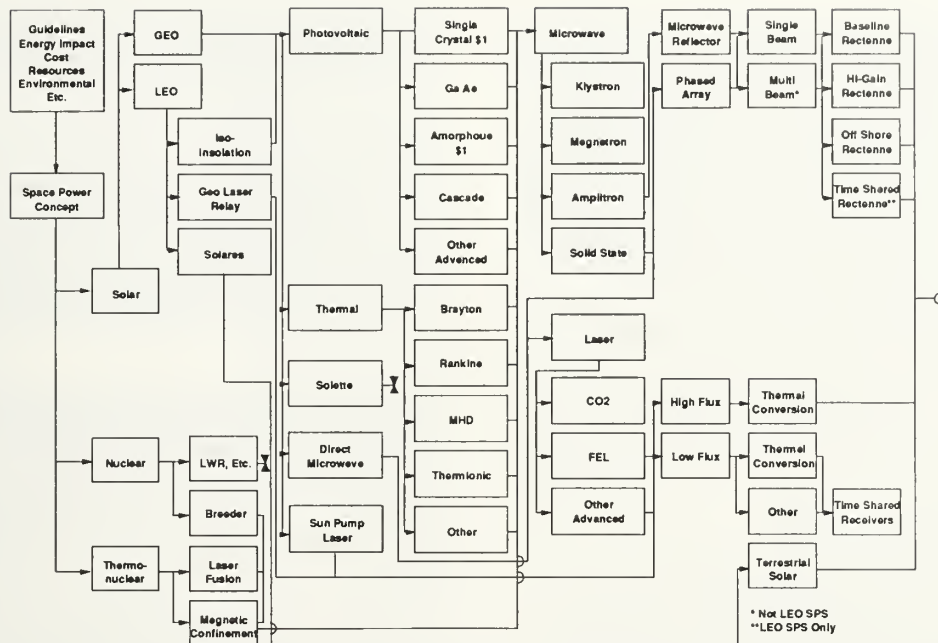 Guidelines
Energy Impact
Cost
Resources
Environmental
Etc.
Space Power
Concept
Solar
Nuclear
Thermo-
nuclear
GEO
LEO
Iso-
insolation
Geo Laser
Relay
Solares
LWR, Etc.
Breeder
Laser
Fusion
Magnetic
Confinement
Photovoltaic
Thermal
Solette
Direct
Microweve
Sun Pump
Laser
Single
Crystal $1
Ga Ae
Amorphoue
$1
Cascade
Other
Advenced
Brayton
Rankine
MHD
Thermionic
Other
Microwave
Klystron
Megnetron
Amplitron
Solid State
Laser
CO2
FEL
Other
Advanced
Microweve
Reflector
Phased
Array
High Flux
Low Flux
Single
Beam
Multi
Beam*
Thermal
Conversion
Thermel
Conversion
Other
Terrestrial
Solar
Baseline
Rectenne
Hi-Gain
Rectenne
Off Shore
Rectenne
Time Shared
Rectenne**
Time Shared
Receivers
* Not LEO SPS
**LEO SPS Only